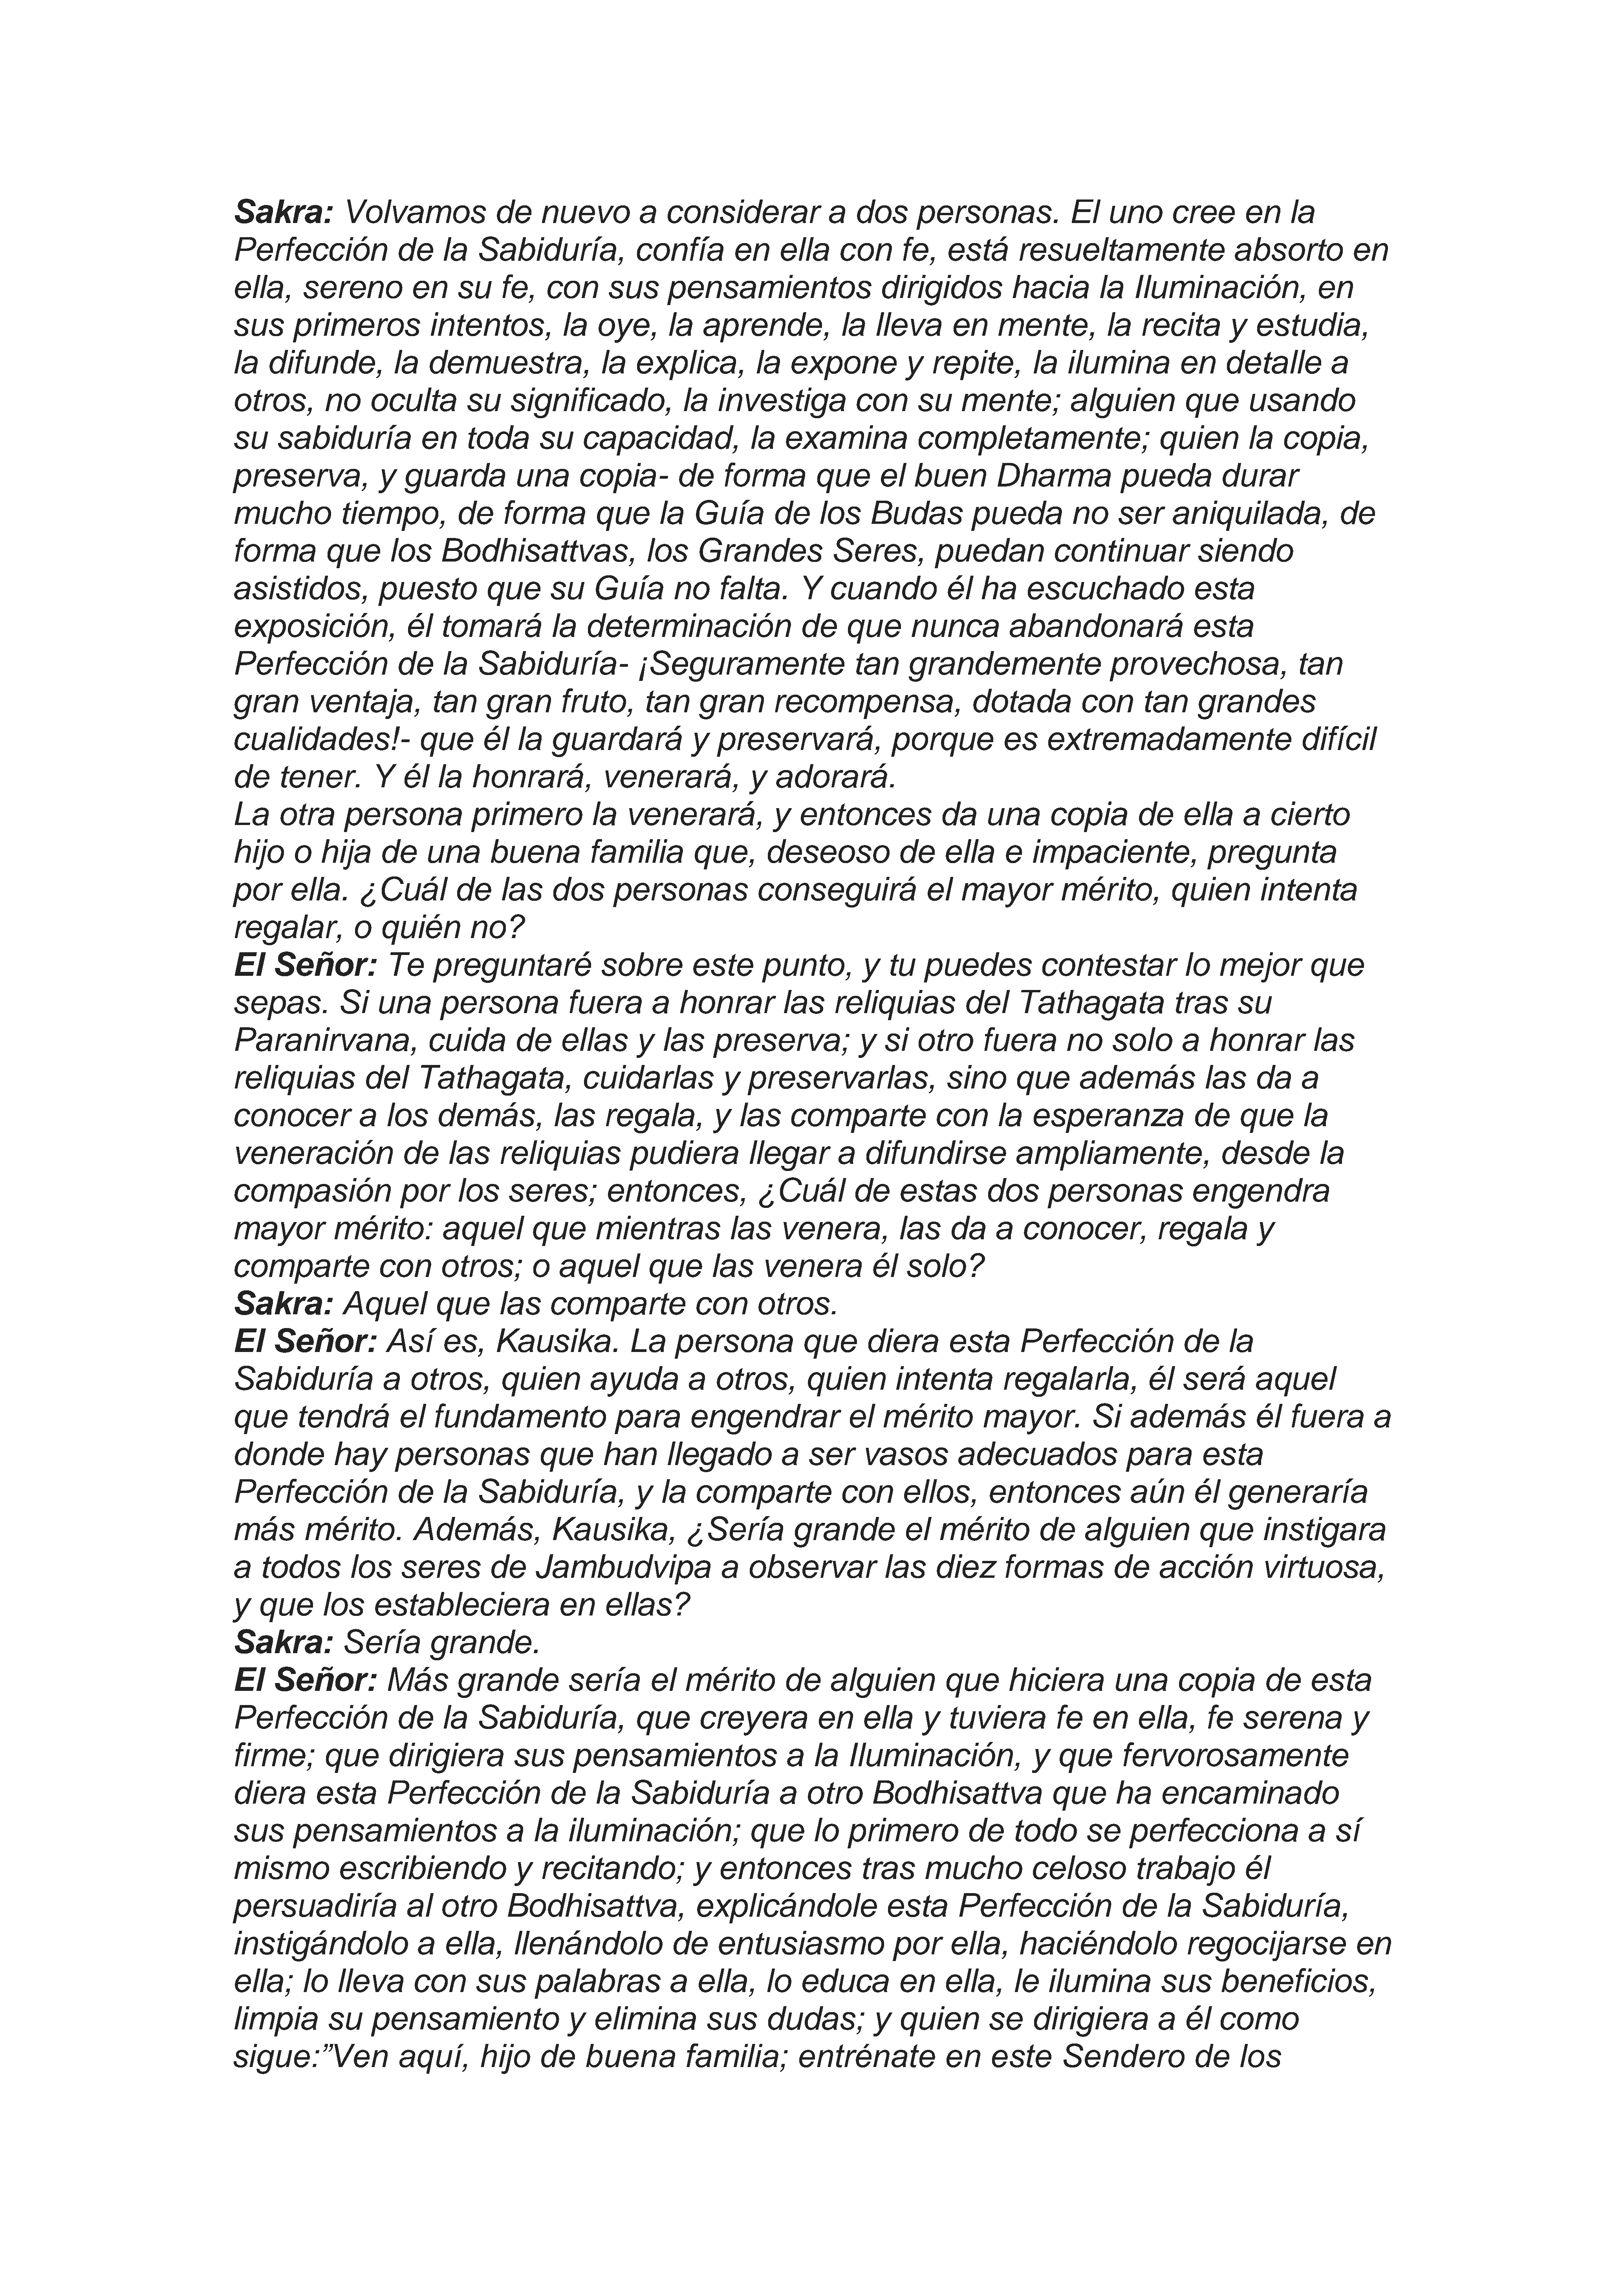 Sakra: Volvamos de nuevo a considerar a dos personas. El uno cree en la
Perfección de la Sabiduría, confía en ella con fe, está resueltamente absorto en
ella, sereno en su fe, con sus pensamientos dirigidos hacia la Iluminación, en
sus primeros intentos, la oye, la aprende, la lleva en mente, la recita y estudia,
la difunde, la demuestra, la explica, la expone y repite, la ilumina en detalle a
otros, no oculta su significado, la investiga con su mente; alguien que usando
su sabiduría en toda su capacidad, la examina completamente; quien la copia,
preserva, y guarda una copia- de forma que el buen Dharma pueda durar
mucho tiempo, de forma que la Guía de los Budas pueda no ser aniquilada, de
forma que los Bodhisattvas, los Grandes Seres, puedan continuar siendo
asistidos, puesto que su Guía no falta. Y cuando él ha escuchado esta
exposición, él tomará la determinación de que nunca abandonará esta
Perfección de la Sabiduría- ¡Seguramente tan grandemente provechosa, tan
gran ventaja, tan gran fruto, tan gran recompensa, dotada con tan grandes
cualidades!- que él la guardará y preservará, porque es extremadamente difícil
de tener. Y él la honrará, venerará, y adorará.
La otra persona primero la venerará, y entonces da una copia de ella a cierto
hijo o hija de una buena familia que, deseoso de ella e impaciente, pregunta
por ella. ¿Cuál de las dos personas conseguirá el mayor mérito, quien intenta
regalar, o quién no?
El Señor: Te preguntaré sobre este punto, y tu puedes contestar lo mejor que
sepas. Si una persona fuera a honrar las reliquias del Tathagata tras su
Paranirvana, cuida de ellas y las preserva; y si otro fuera no solo a honrar las
reliquias del Tathagata, cuidarlas y preservarlas, sino que además las da a
conocer a los demás, las regala, y las comparte con la esperanza de que la
veneración de las reliquias pudiera llegar a difundirse ampliamente, desde la
compasión por los seres; entonces, ¿Cuál de estas dos personas engendra
mayor mérito: aquel que mientras las venera, las da a conocer, regala y
comparte con otros; o aquel que las venera él solo?
Sakra: Aquel que las comparte con otros.
El Señor: Así es, Kausika. La persona que diera esta Perfección de la
Sabiduría a otros, quien ayuda a otros, quien intenta regalarla, él será aquel
que tendrá el fundamento para engendrar el mérito mayor. Si además él fuera a
donde hay personas que han llegado a ser vasos adecuados para esta
Perfección de la Sabiduría, y la comparte con ellos, entonces aún él generaría
más mérito. Además, Kausika, ¿Sería grande el mérito de alguien que instigara
a todos los seres de Jambudvipa a observar las diez formas de acción virtuosa,
y que los estableciera en ellas?
Sakra: Sería grande.
El Señor: Más grande sería el mérito de alguien que hiciera una copia de esta
Perfección de la Sabiduría, que creyera en ella y tuviera fe en ella, fe serena y
firme; que dirigiera sus pensamientos a la Iluminación, y que fervorosamente
diera esta Perfección de la Sabiduría a otro Bodhisattva que ha encaminado
sus pensamientos a la iluminación; que lo primero de todo se perfecciona a sí
mismo escribiendo y recitando; y entonces tras mucho celoso trabajo él
persuadiría al otro Bodhisattva, explicándole esta Perfección de la Sabiduría,
instigándolo a ella, llenándolo de entusiasmo por ella, haciéndolo regocijarse en
ella; lo lleva con sus palabras a ella, lo educa en ella, le ilumina sus beneficios,
limpia su pensamiento y elimina sus dudas; y quien se dirigiera a él como
sigue:”Ven aquí, hijo de buena familia; entrénate en este Sendero de los